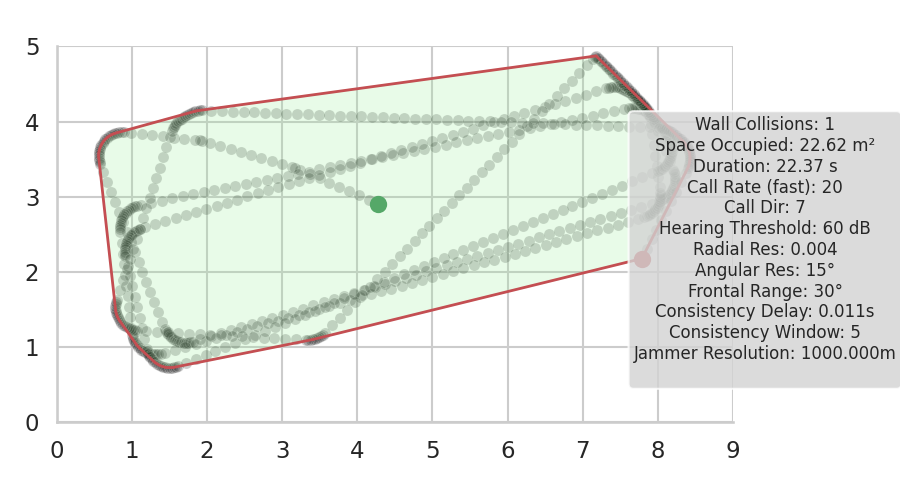 5
4
3
2
1
0
0 1 2 3 4 5 6 7 8 9
Wall Collisions: 1
Space Occupied: 22.62 m²
Duration: 22.37 s
Call Rate (fast): 20
Call Dir: 7
Hearing Threshold: 60 dB
Radial Res: 0.004
Angular Res: 15°
Frontal Range: 30°
Consistency Delay: 0.011s
Consistency Window: 5
Jammer Resolution: 1000.000m